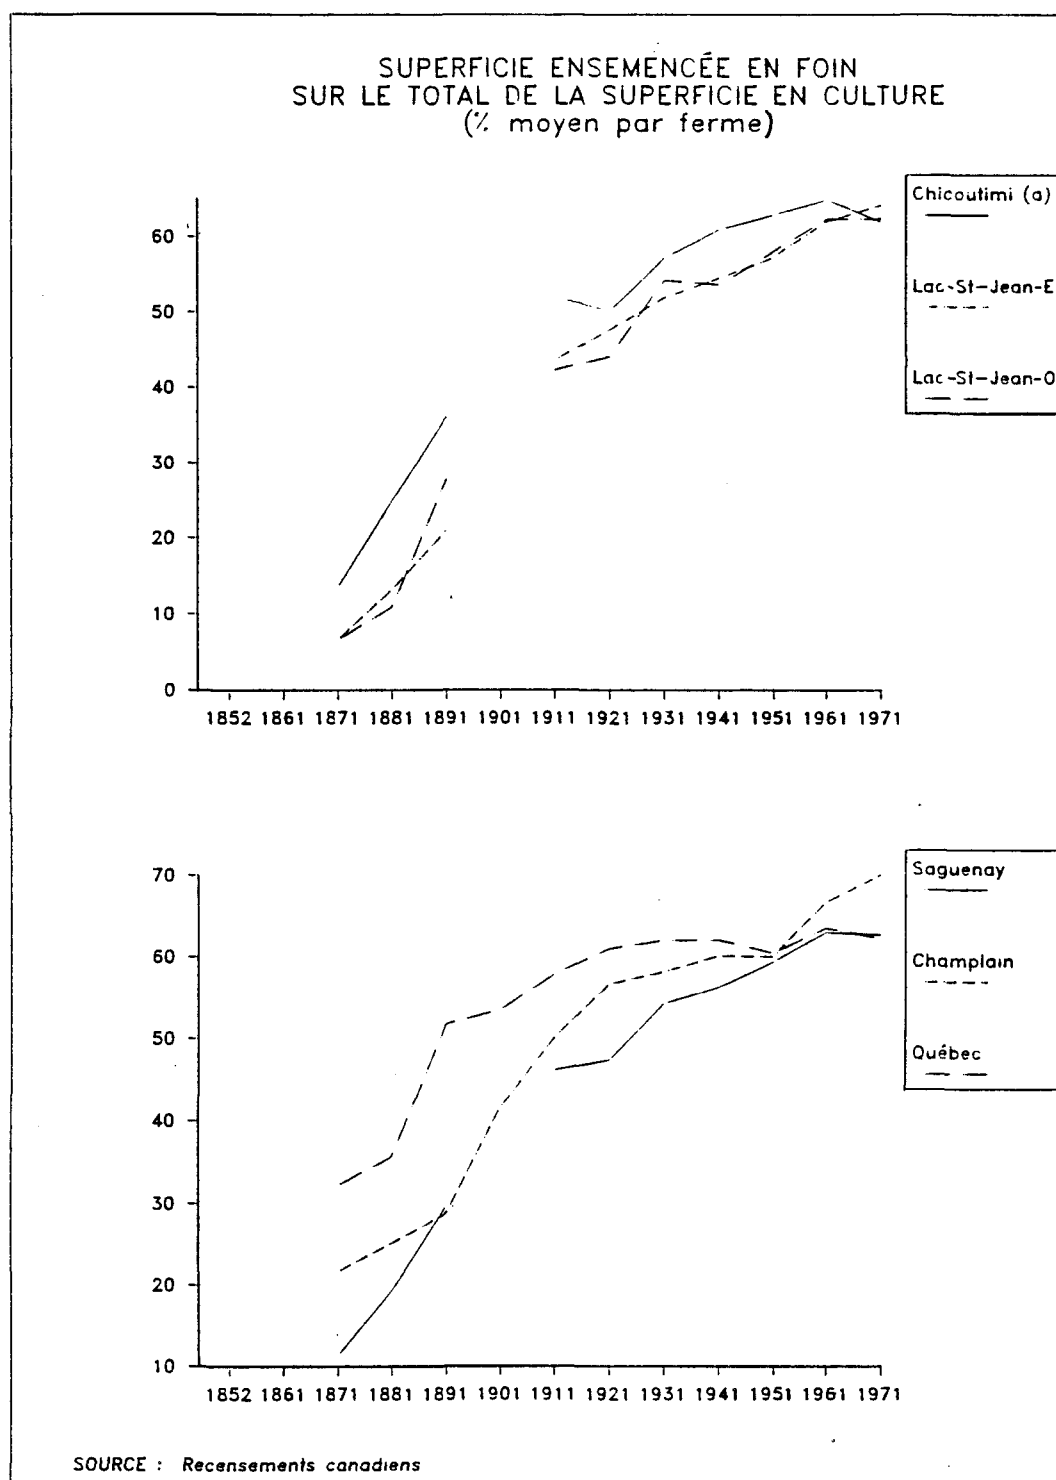 SUPERFICIE ENSEMENCÉE EN FOIN
SUR LE TOTAL DE LA SUPERFICIE EN CULTURE
(% moyen par ferme)
Chicoutimi (a)
Lac-St-Jean-E
Lac-St-Jean-O
60
50
40
30
20
10
0
1852 1861 1871 1881 1891 1901 1911 1921 1931 1941 1951 1961 1971
Saguenay
Champlain
Québec
70
60
50
40
30
20
10
1852 1861 1871 1881 1891 1901 1911 1921 1931 1941 1951 1961 1971
SOURCE : Recensements canadiens